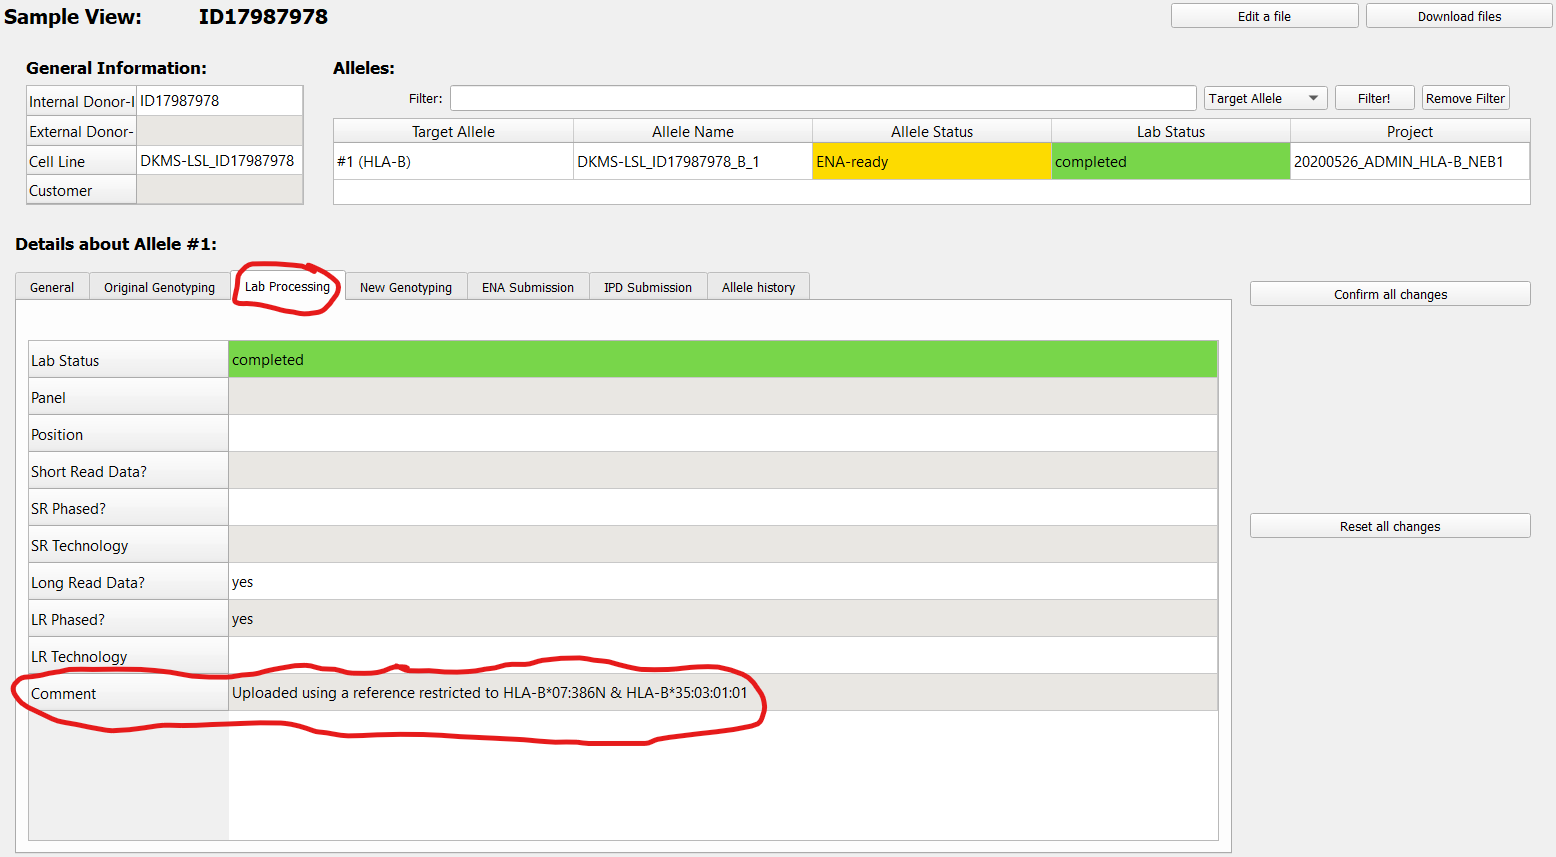 Sample View: ID17987978
Edit a file
Download files
General Information:
Internal Donor-I ID17987978
External Donor-
Cell Line DKMS-LSL_ID17987978
Customer
Alleles:
Filter:
Target Allele
Filter!
Remove Filter
Target Allele Allele Name Allele Status Lab Status Project
#1 (HLA-B) DKMS-LSL_ID17987978_B_1 ENA-ready completed 20200526_ADMIN_HLA-B_NEB1
Details about Allele #1:
General Original Genotyping Lab Processing New Genotyping ENA Submission IPD Submission Allele history
Confirm all changes
Reset all changes
Lab Status completed
Panel
Position
Short Read Data?
SR Phased?
SR Technology
Long Read Data? yes
LR Phased? yes
LR Technology
Comment Uploaded using a reference restricted to HLA-B*07:386N & HLA-B*35:03:01:01